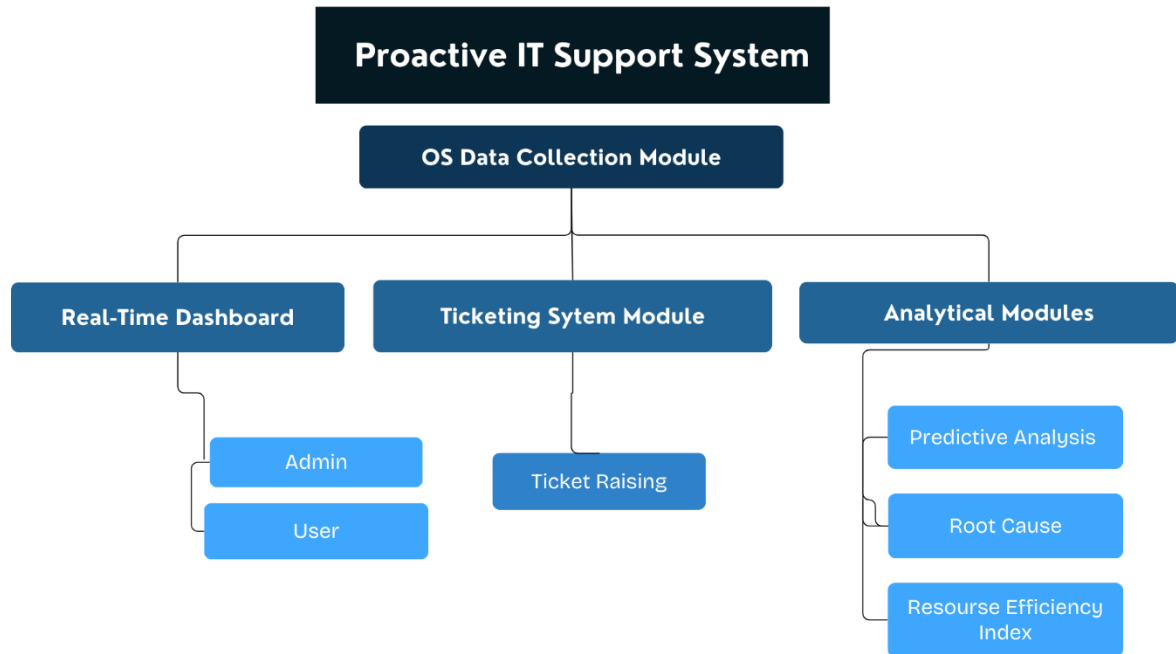 Proactive IT Support System
OS Data Collection Module
Real-Time Dashboard
Ticketing Sytem Module
Analytical Modules
Admin
User
Ticket Raising
Predictive Analysis
Root Cause
Resourse Efficiency
Index